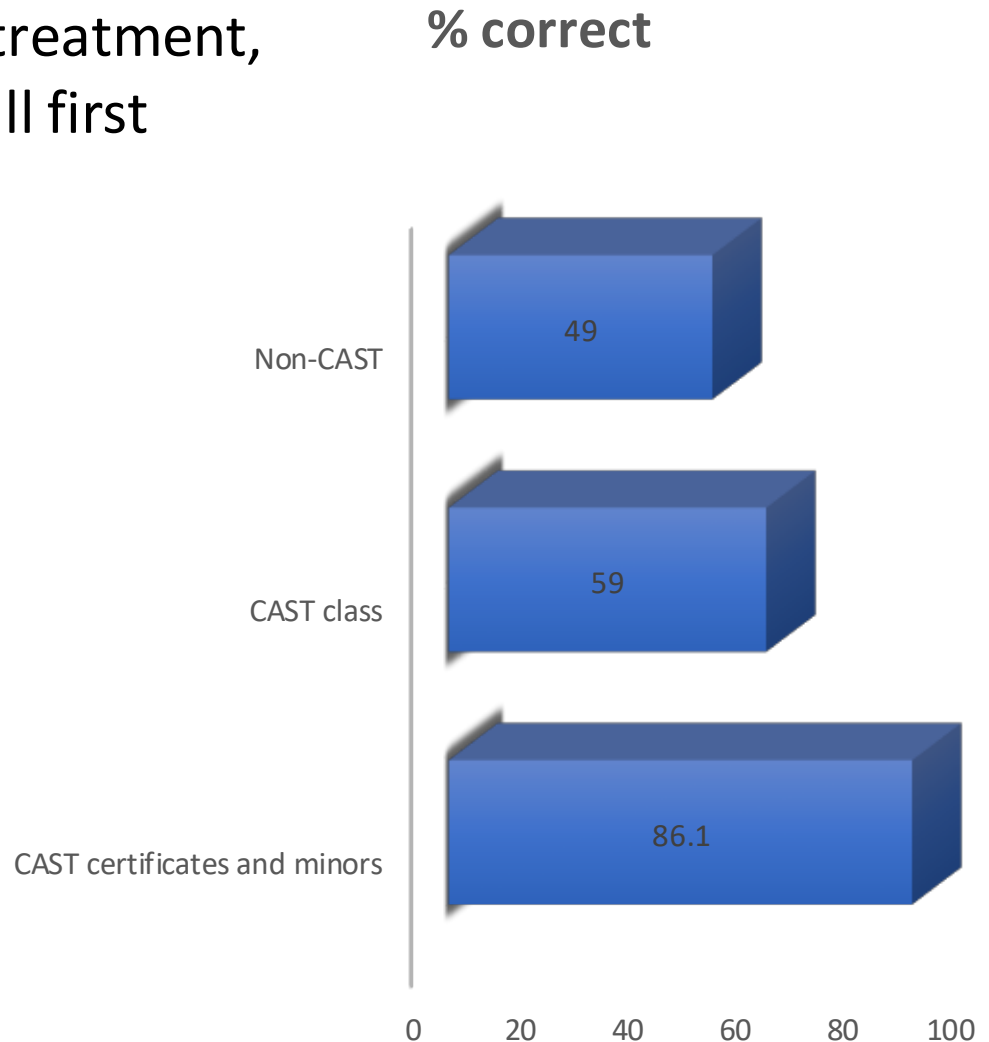 treatment,
ll first
% correct
Non-CAST
49
CAST class
59
CAST certificates and minors
86.1
0 20 40 60 80 100